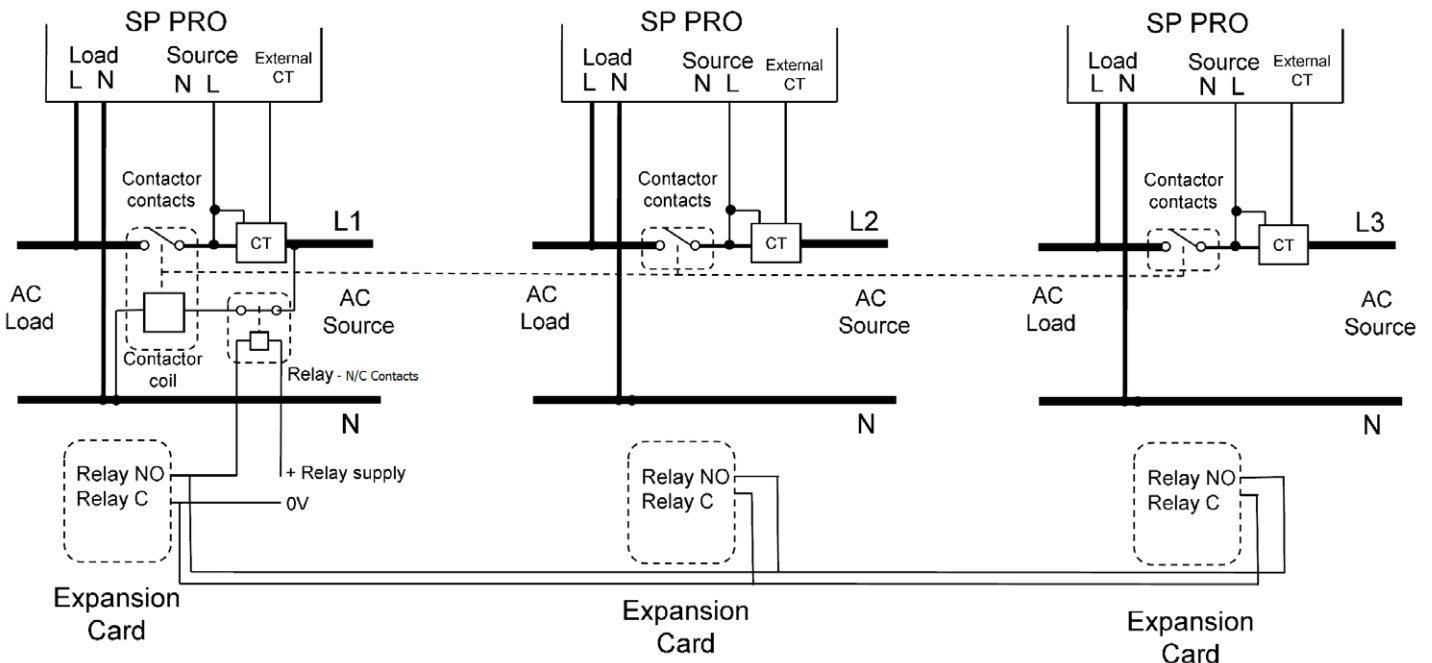 SP PRO
Load
Source
External
CT
L N
N L
Contactor
contacts
CT
L1
AC
Load
AC
Source
Contactor
coil
Relay - N/C Contacts
N
Relay NO
Relay C
+ Relay supply
0V
Expansion
Card
SP PRO
Load
Source
External
CT
L N
N L
Contactor
contacts
CT
L2
AC
Load
AC
Source
N
Relay NO
Relay C
Expansion
Card
SP PRO
Load
Source
External
CT
L N
N L
Contactor
contacts
CT
L3
AC
Load
AC
Source
N
Relay NO
Relay C
Expansion
Card